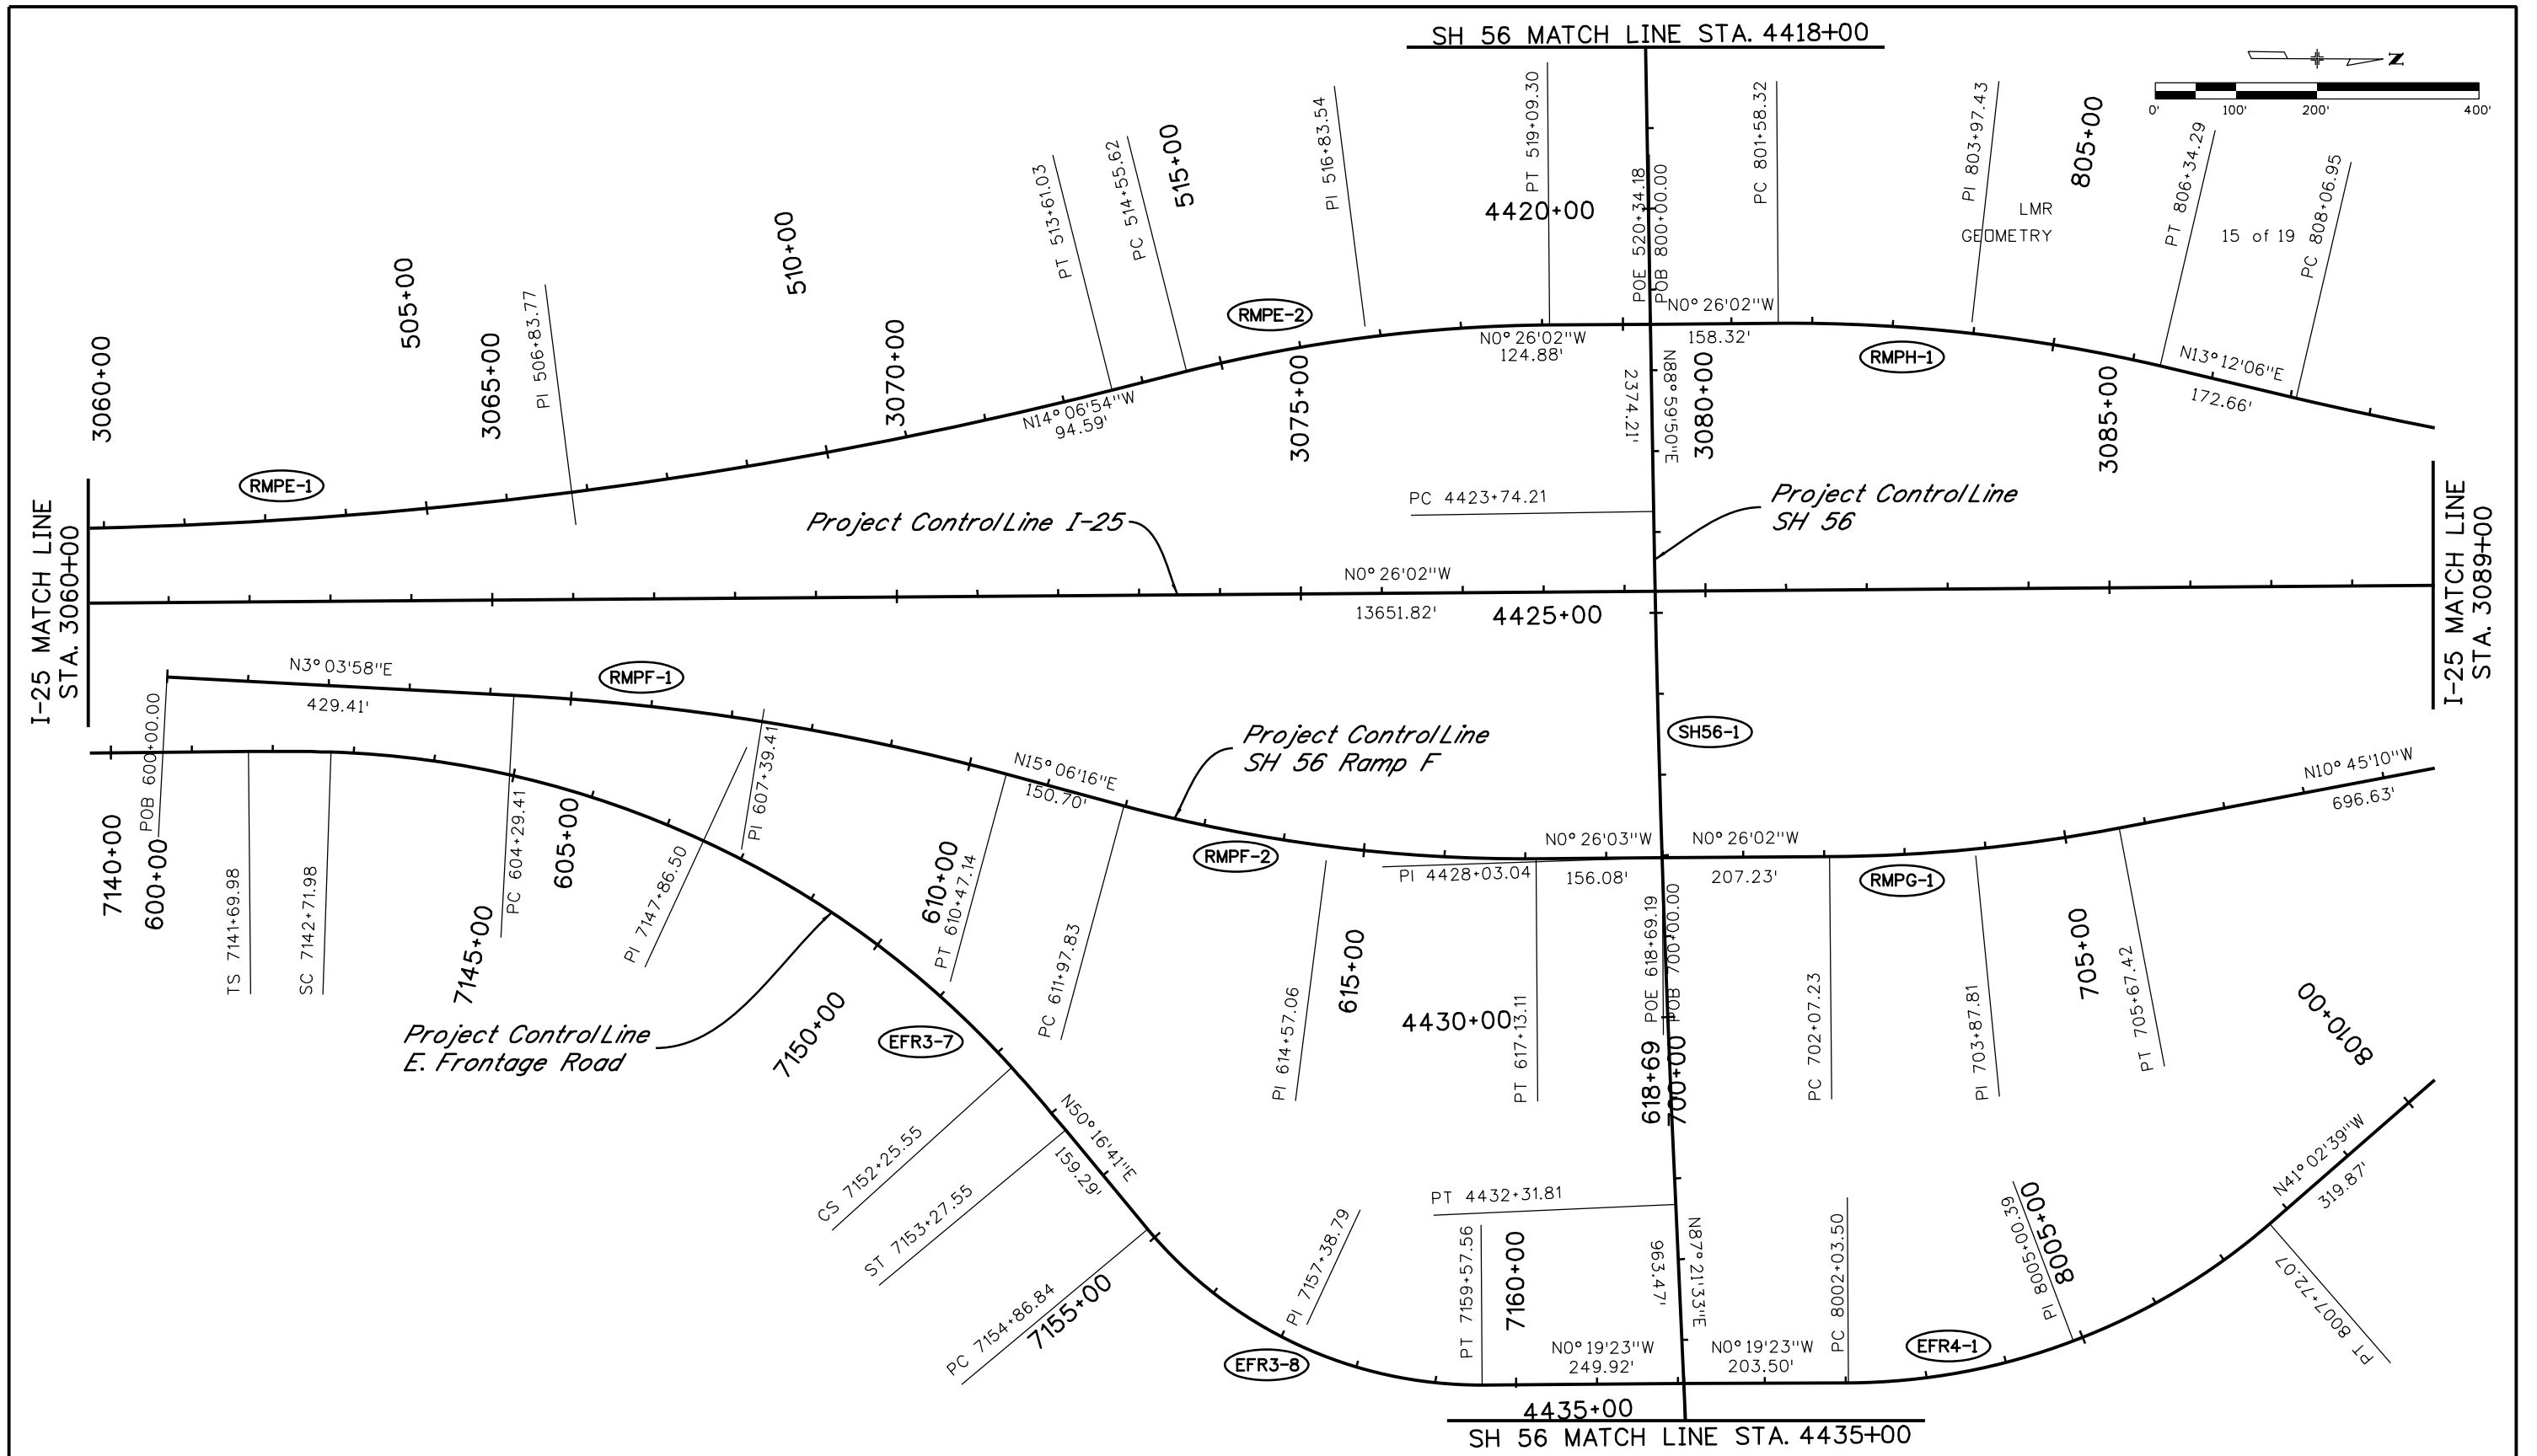 SH 56 MATCH LINE STA. 4418+00
N
0' 100' 200' 400'
PT 519+09.30
PC 801+58.32
PI 803+97.43
805+00
PT 806+34.29
PC 808+06.95
PI 516+83.54
515+00
PC 514+55.62
PT 513+61.03
4420+00
POE 520+34.18
POB 800+00.00
LMR
GEOMETRY
15 of 19
510+00
505+00
PI 506+83.77
3060+00
3065+00
3070+00
RMPE-2
N0°26'02"W
124.88'
N0°26'02"W
158.32'
RMPH-1
N13°12'06"E
172.66'
N14°06'54"W
94.59'
3075+00
2374.21'
N88°59'50"E
3080+00
3085+00
RMPE-1
PC 4423+74.21
Project Control Line
SH 56
Project Control Line I-25
I-25 MATCH LINE
STA. 3060+00
I-25 MATCH LINE
STA. 3089+00
N0°26'02"W
13651.82'
4425+00
N3°03'58"E
429.41'
RMPF-1
POB 600+00.00
Project Control Line
SH 56 Ramp F
SH56-1
N15°06'16"E
150.70'
N10°45'10"W
696.63'
PI 607+39.41
PC 604+29.41
605+00
7140+00
600+00
TS 7141+69.98
SC 7142+71.98
7145+00
PI 7147+86.50
610+00
PT 610+47.14
PC 611+97.83
RMPF-2
N0°26'03"W
156.08'
N0°26'02"W
207.23'
PI 4428+03.04
RMPG-1
POE 618+69.19
POB 700+00.00
615+00
PI 614+57.06
4430+00
PT 617+13.11
618+69
700+00
PC 702+07.23
PI 703+87.81
705+00
PT 705+67.42
8010+00
Project Control Line
E. Frontage Road
7150+00
EFR3-7
CS 7152+25.55
N50°16'41"E
159.29'
ST 7153+27.55
PC 7154+86.84
7155+00
PI 7157+38.79
EFR3-8
PT 4432+31.81
PT 7159+57.56
7160+00
963.47'
N87°21'33"E
PC 8002+03.50
N0°19'23"W
249.92'
N0°19'23"W
203.50'
EFR4-1
PI 8005+00.39
8005+00
N41°02'39"W
319.87'
PT 8007+72.07
4435+00
SH 56 MATCH LINE STA. 4435+00